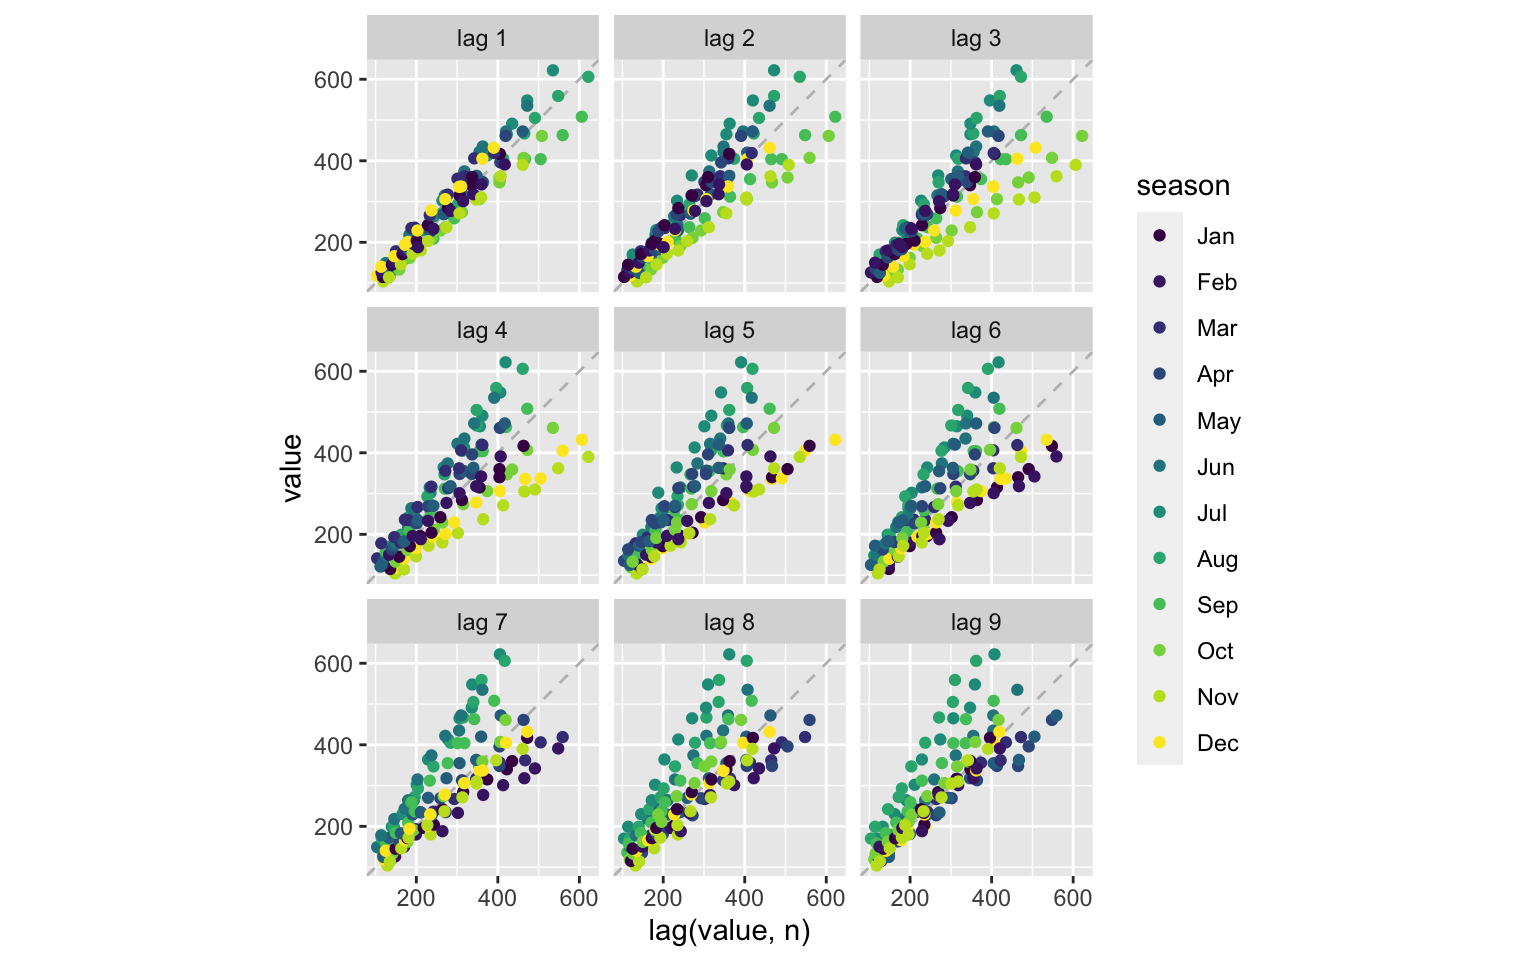 lag 1 lag 2 lag 3
600
400
200
lag 4 lag 5 lag 6
600
400
200
lag 7 lag 8 lag 9
600
400
200
200 400 600 200 400 600 200 400 600
lag(value, n)
value
season
Jan
Feb
Mar
Apr
May
Jun
Jul
Aug
Sep
Oct
Nov
Dec